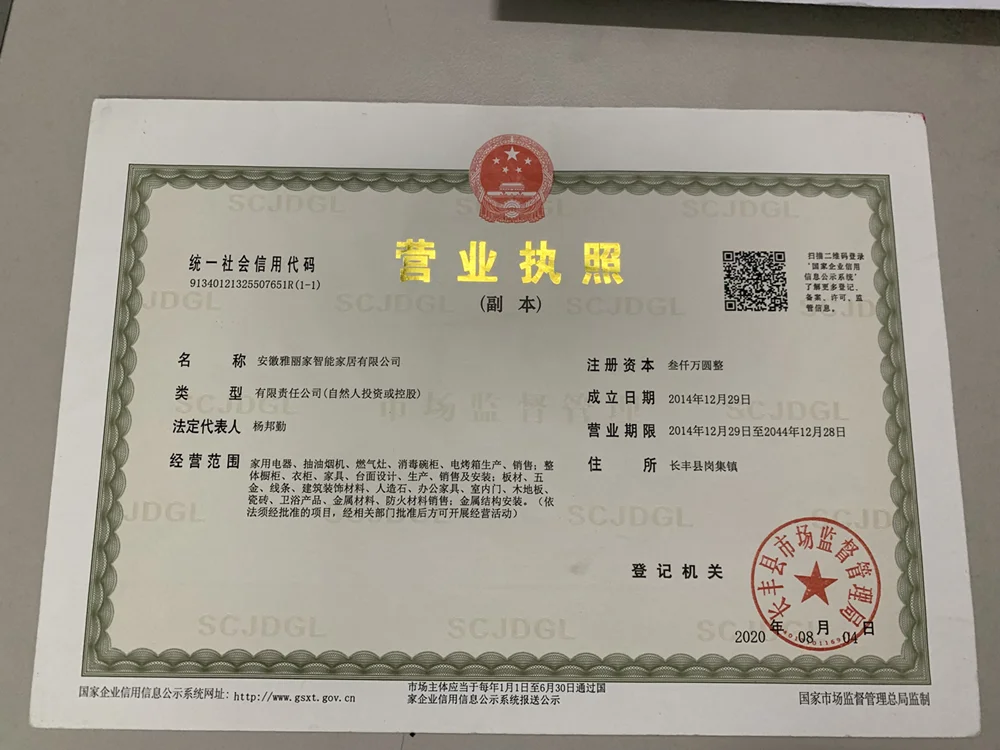 营业执照
(副 本)
统一社会信用代码
91340121325507651R(1-1)
扫描二维码登录
“国家企业信用
信息公示系统”
了解更多登记、
备案、许可、监
管信息。
名 称 安徽雅丽家智能家居有限公司
类 型 有限责任公司(自然人投资或控股)
法定代表人 杨邦勤
经营范围 家用电器、抽油烟机、燃气灶、消毒碗柜、电烤箱生产、销售；整
体橱柜、衣柜、家具、台面设计、生产、销售及安装；板材、五
金、线条、建筑装饰材料、人造石、办公家具、室内门、木地板、
瓷砖、卫浴产品、金属材料、防火材料销售；金属结构安装。（依
法须经批准的项目，经相关部门批准后方可开展经营活动）
注册资本 叁仟万圆整
成立日期 2014年12月29日
营业期限 2014年12月29日至2044年12月28日
住 所 长丰县岗集镇
登记机关
长丰县市场监督管理局
2020 年 08 月 04 日
国家企业信用信息公示系统网址：http://www.gsxt.gov.cn
市场主体应当于每年1月1日至6月30日通过国
家企业信用信息公示系统报送公示
国家市场监督管理总局监制
SCJDGL
市场监督管理